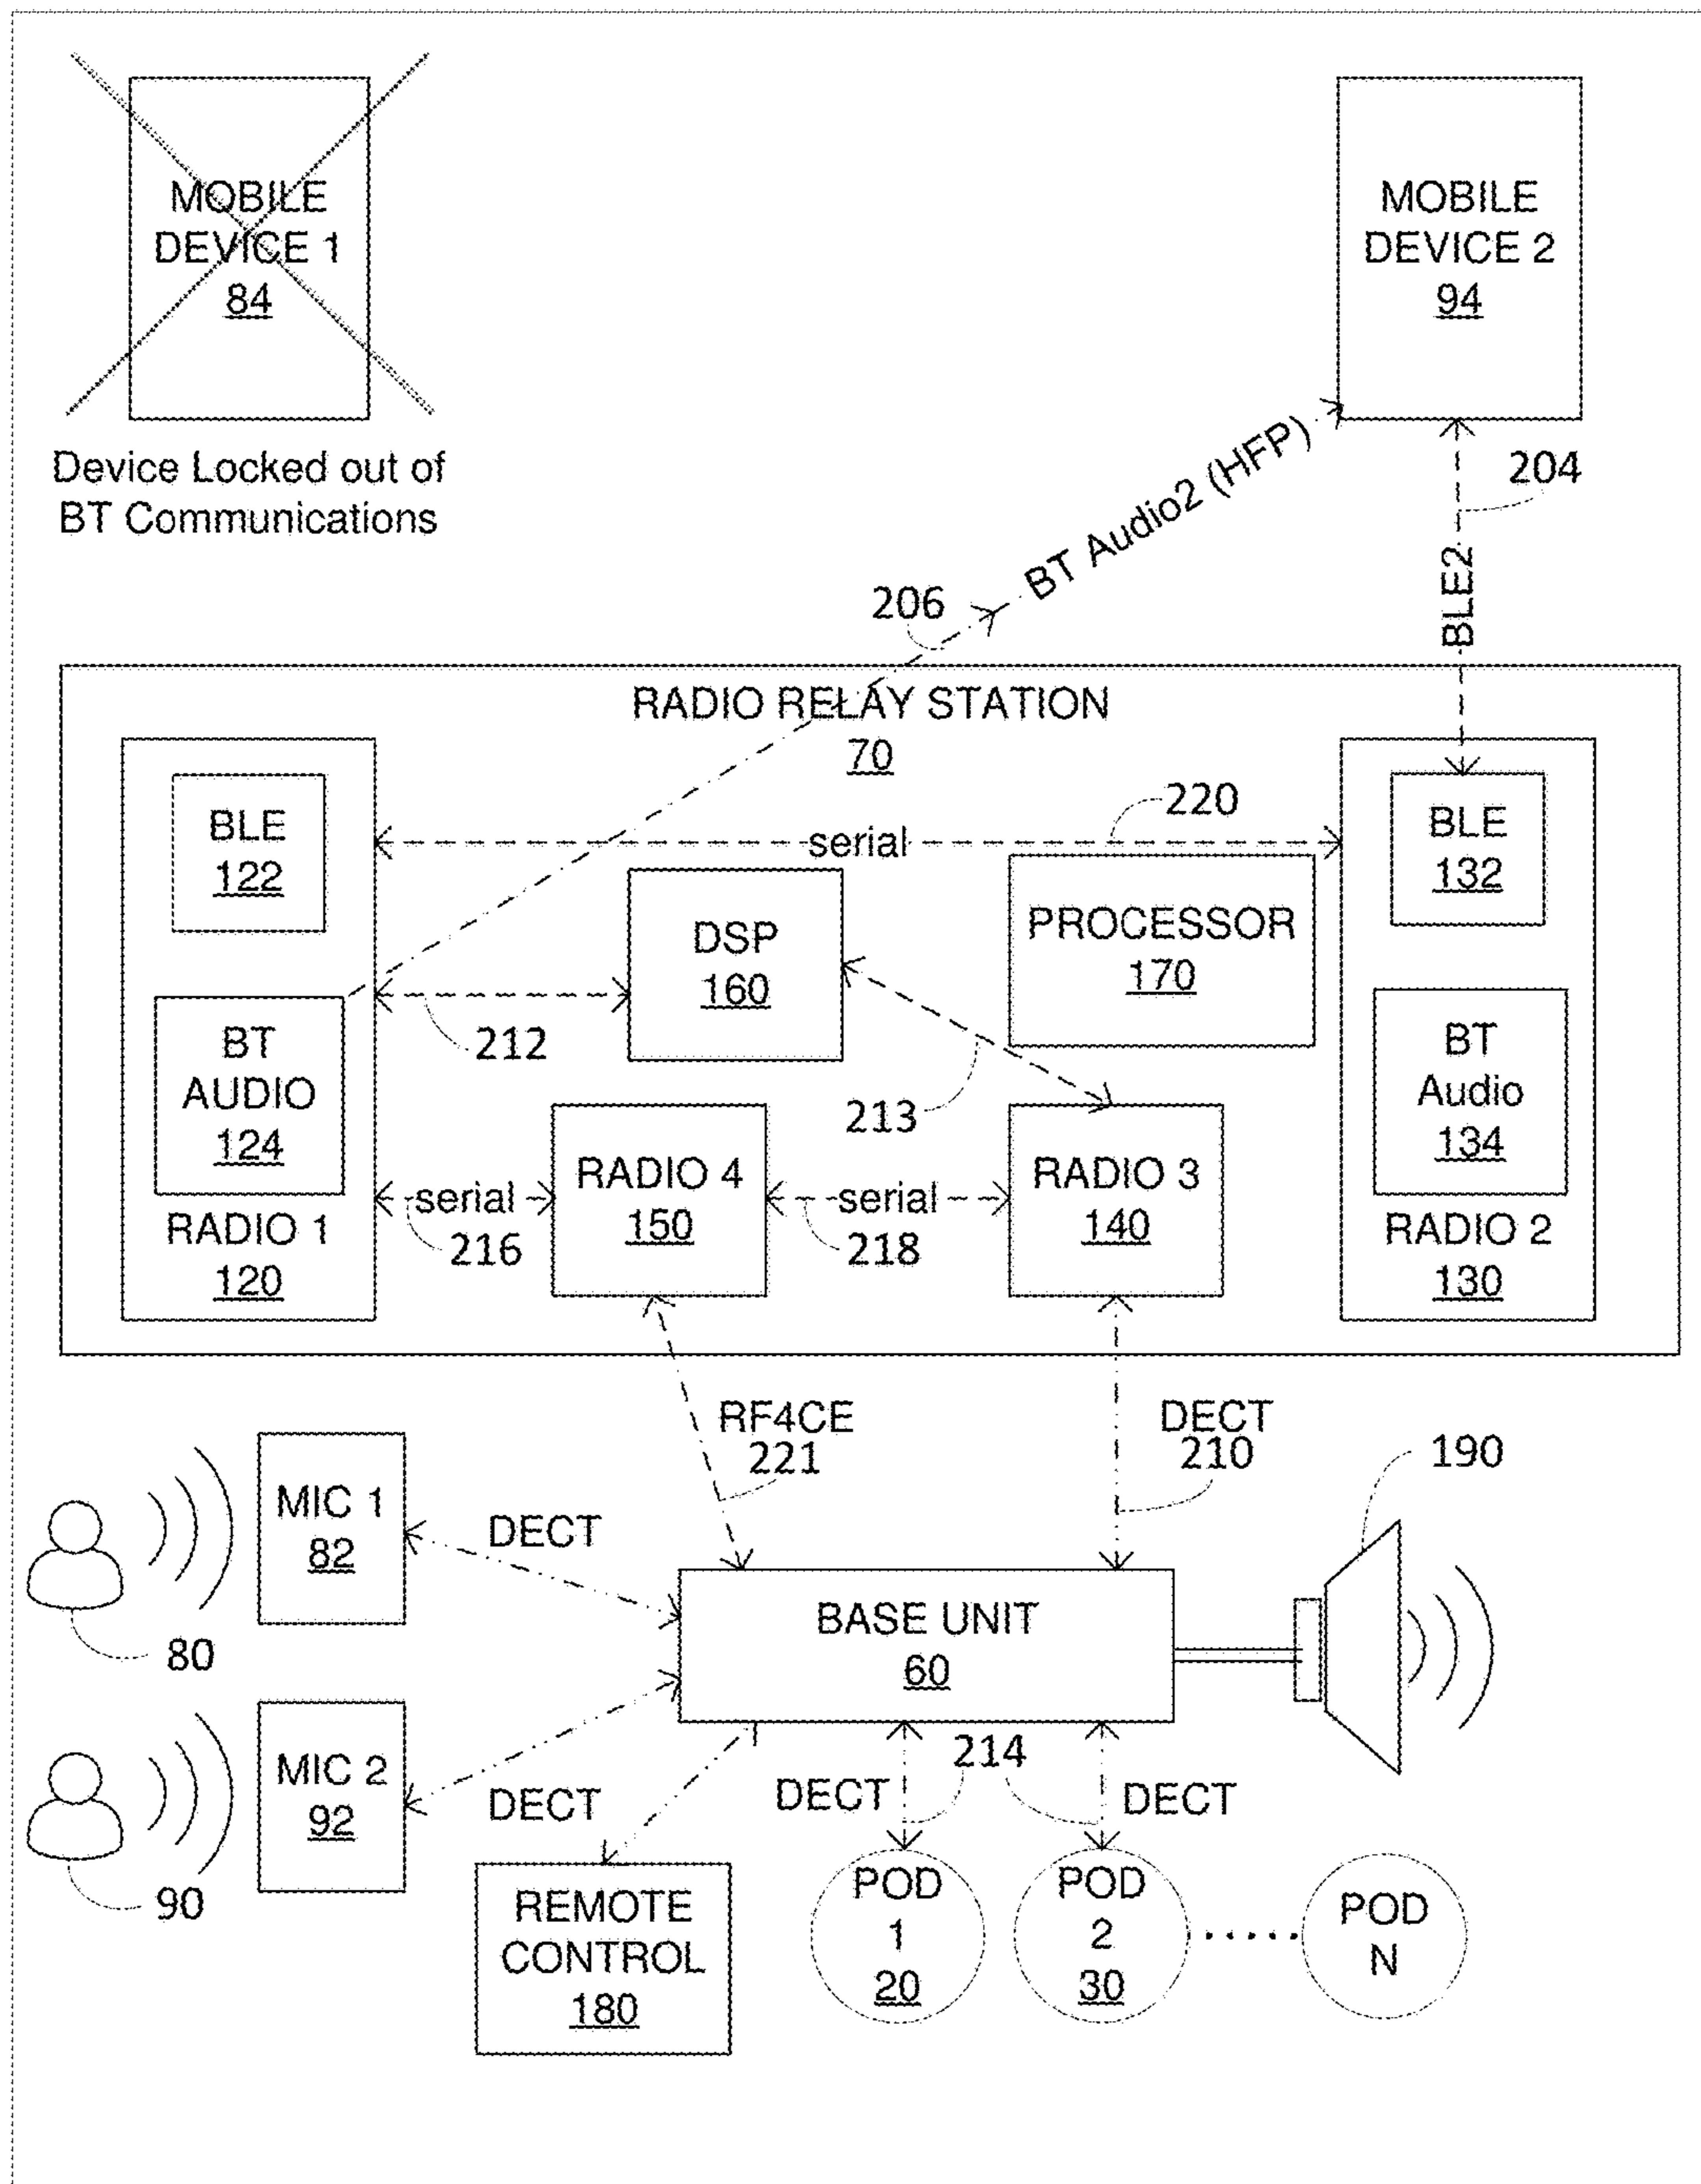 MOBILE
DEVICE 1
84
Device Locked out of
BT Communications
MOBILE
DEVICE 2
94
204
BLE2
BT Audio2 (HFP)
206
RADIO RELAY STATION
70
BLE
122
BT
AUDIO
124
RADIO 1
120
serial
220
DSP
160
PROCESSOR
170
212
213
BLE
132
BT
Audio
134
RADIO 2
130
serial
216
RADIO 4
150
serial
218
RADIO 3
140
RF4CE
221
DECT
210
190
MIC 1
82
DECT
80
BASE UNIT
60
MIC 2
92
DECT
90
214
DECT
DECT
REMOTE
CONTROL
180
POD
1
20
POD
2
30
POD
N